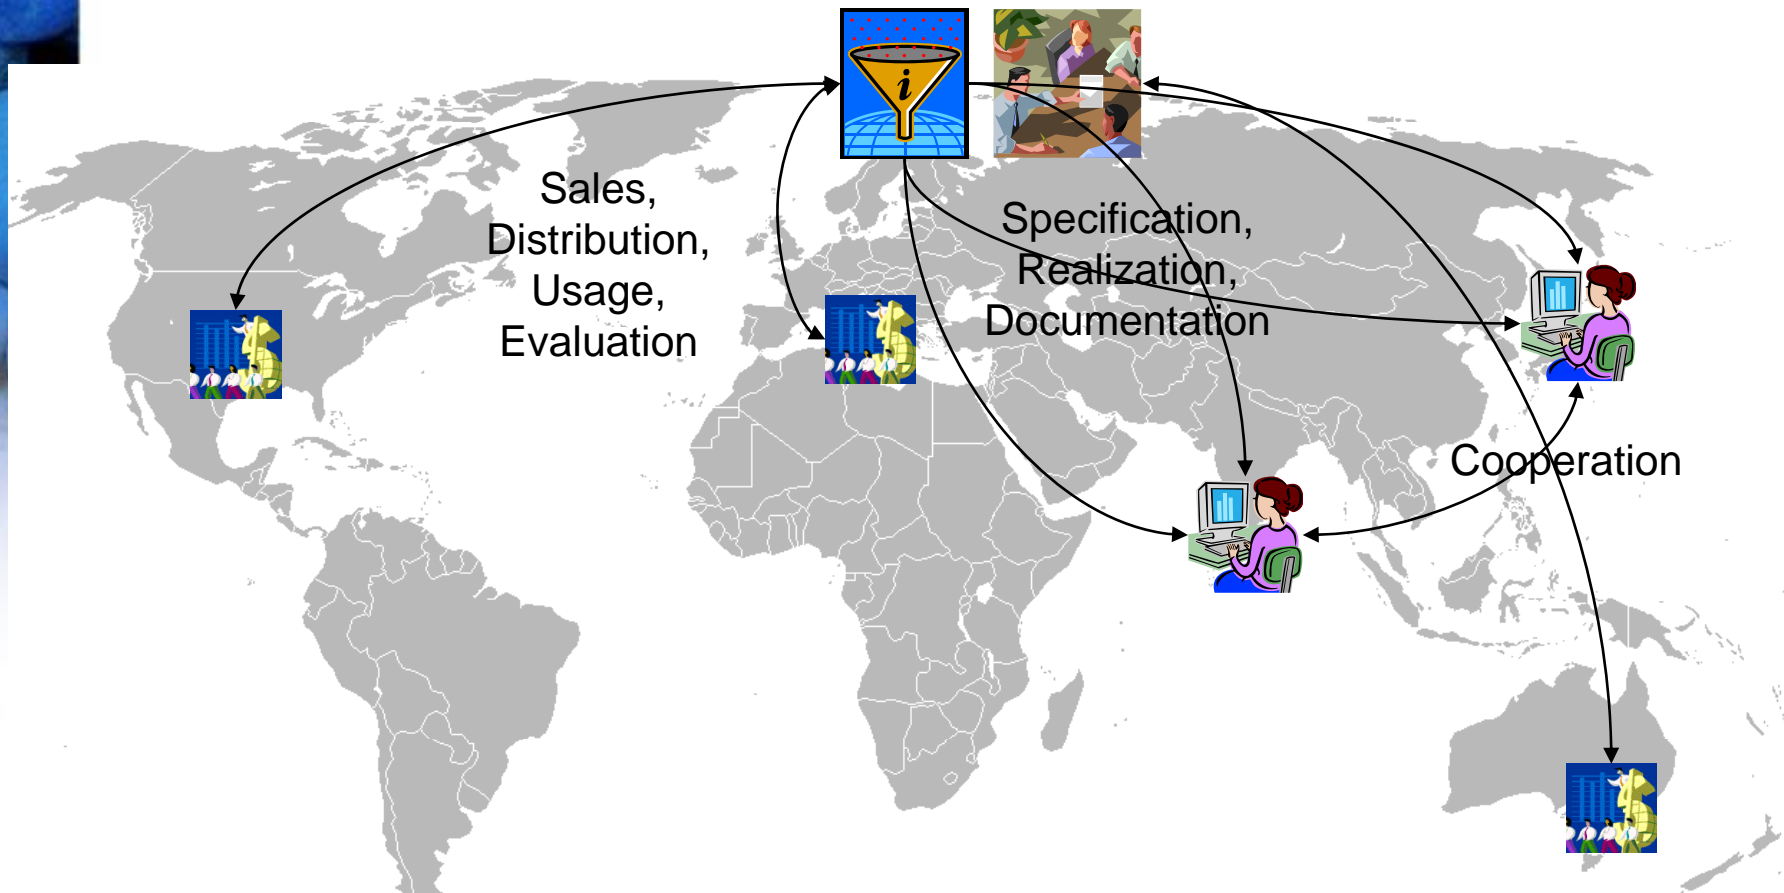 i
Sales,
Distribution,
Usage,
Evaluation
Specification,
Realization,
Documentation
Cooperation